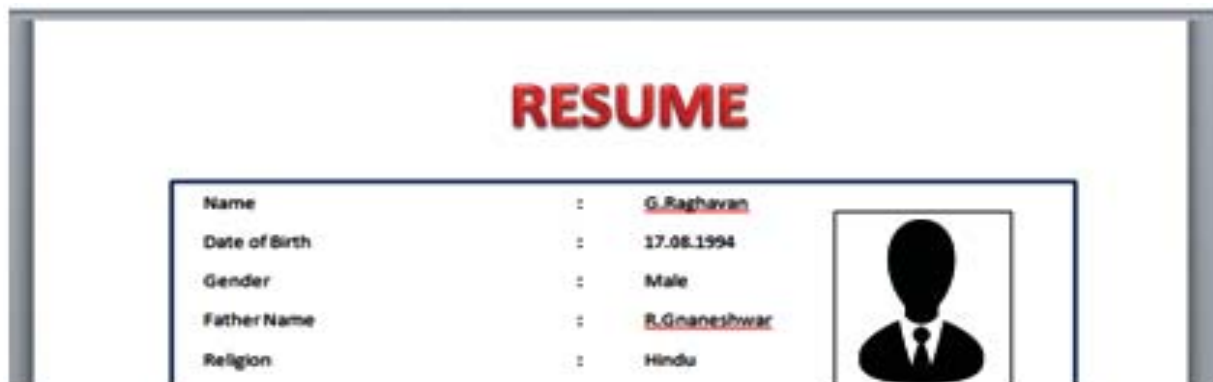 RESUME
Name : G.Raghavan
Date of Birth : 17.08.1994
Gender : Male
Father Name : R.Gnaneshwar
Religion : Hindu